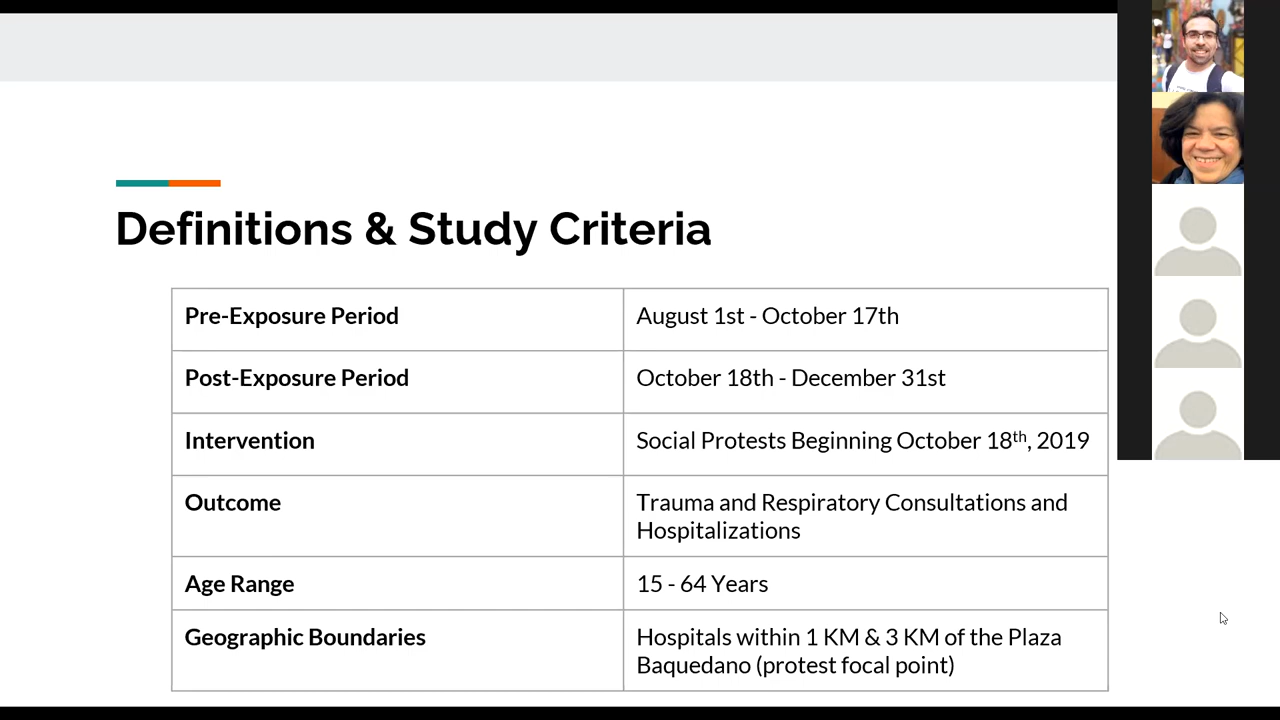 Definitions & Study Criteria
Pre-Exposure Period
August 1st - October 17th
Post-Exposure Period
October 18th - December 31st
Intervention
Social Protests Beginning October 18th, 2019
Outcome
Trauma and Respiratory Consultations and
Hospitalizations
Age Range
15 - 64 Years
Geographic Boundaries
Hospitals within 1 KM & 3 KM of the Plaza
Baquedano (protest focal point)